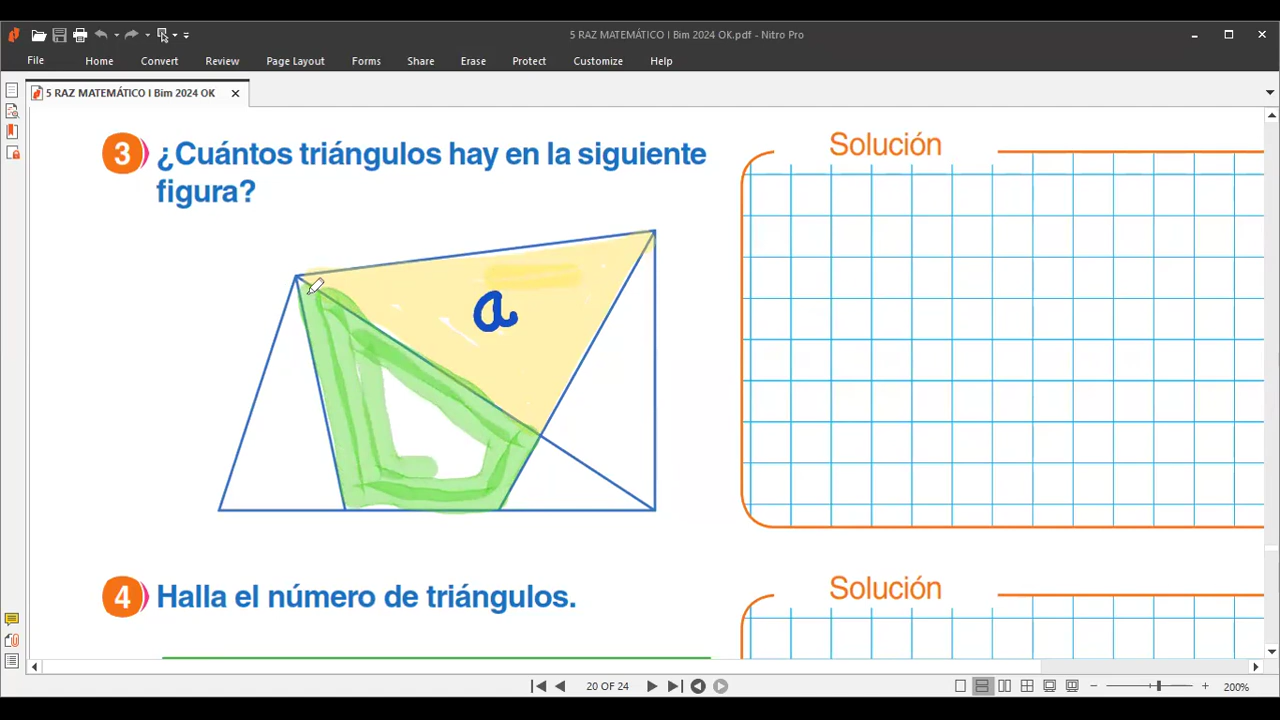 5 RAZ MATEMÁTICO I Bim 2024 OK.pdf - Nitro Pro
File Home Convert Review Page Layout Forms Share Erase Protect Customize Help
5 RAZ MATEMÁTICO I Bim 2024 OK
3 ¿Cuántos triángulos hay en la siguiente
figura?
Solución
a
4 Halla el número de triángulos.
Solución
20 OF 24
200%